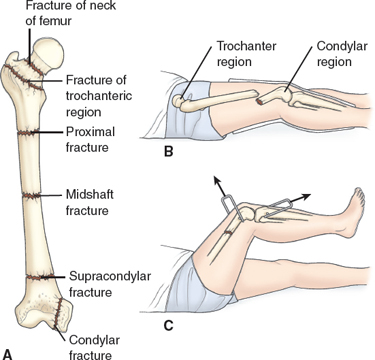 Fracture of neck
of femur
Fracture of
trochanteric
region
Proximal
fracture
Midshaft
fracture
Supracondylar
fracture
Condylar
fracture
A
Trochanter
region
Condylar
region
B
C